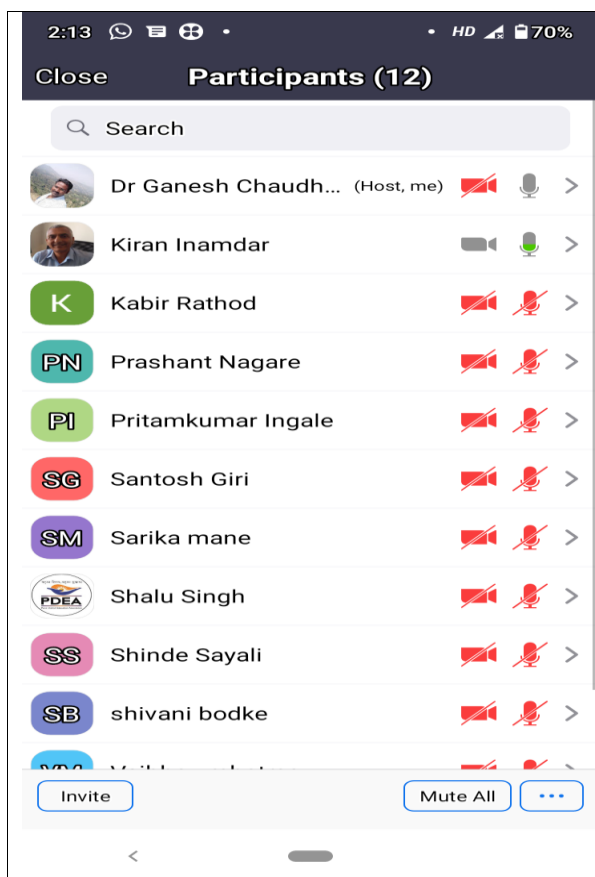 2:13 HD 70%
Close Participants (12)
Search
Dr Ganesh Chaudh... (Host, me)
Kiran Inamdar
K Kabir Rathod
PN Prashant Nagare
PI Pritamkumar Ingale
SG Santosh Giri
SM Sarika mane
PDEA Shalu Singh
SS Shinde Sayali
SB shivani bodke
Invite Mute All ...